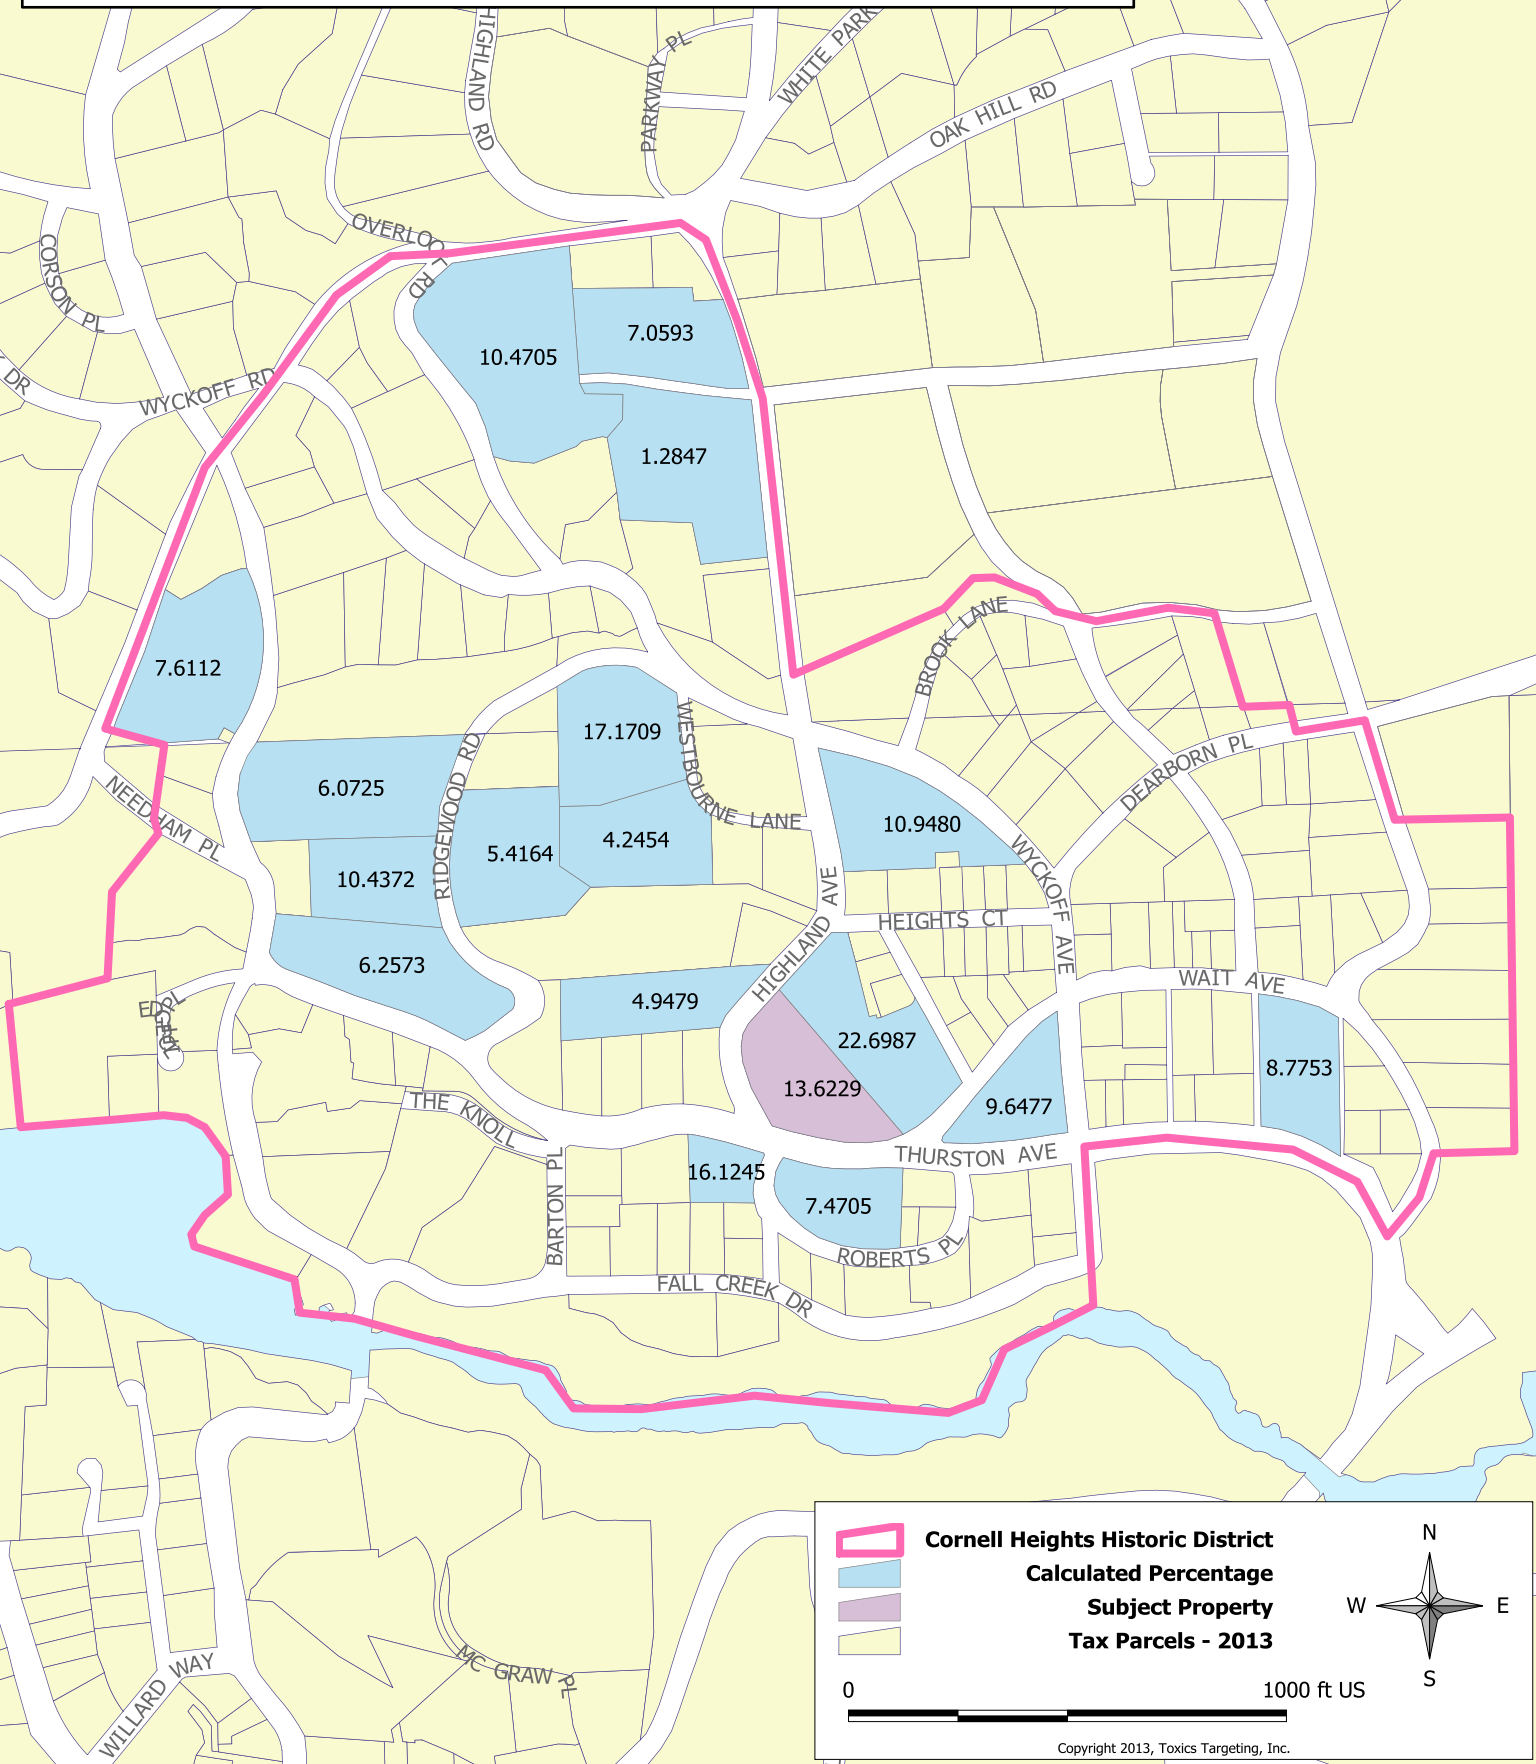 HIGHLAND RD
PARKWAY PL
WHITE PARK
OAK HILL RD
OVERLOO
RD
CORSON PL
DR
WYCKOFF RD
10.4705
7.0593
1.2847
7.6112
BROOK LANE
17.1709
WESTBOURNE LANE
DEARBORN PL
6.0725
RIDGEWOOD RD
NEEDHAM PL
5.4164
4.2454
10.9480
10.4372
WYCKOFF AVE
HIGHLAND AVE
HEIGHTS CT
6.2573
4.9479
WAIT AVE
22.6987
13.6229
8.7753
9.6477
THE KNOLL
THURSTON AVE
16.1245
7.4705
BARTON PL
ROBERTS PL
FALL CREEK DR
WILLARD WAY
MC GRAW PL
Cornell Heights Historic District
Calculated Percentage
Subject Property
Tax Parcels - 2013
N
W
E
S
0
1000 ft US
Copyright 2013, Toxics Targeting, Inc.